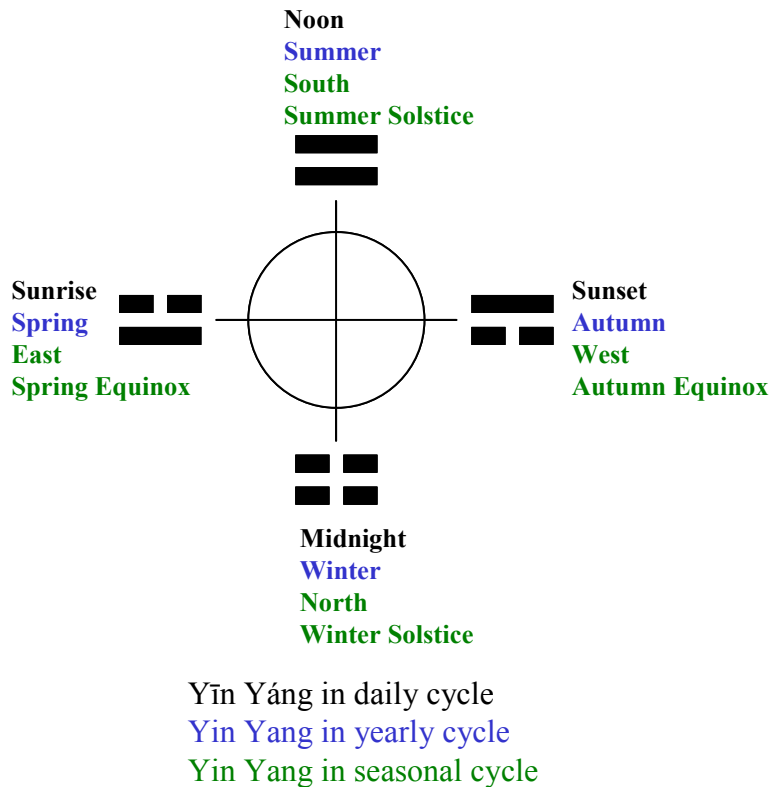 Noon
Summer
South
Summer Solstice
Sunrise
Spring
East
Spring Equinox
Sunset
Autumn
West
Autumn Equinox
Midnight
Winter
North
Winter Solstice
Yīn Yáng in daily cycle
Yin Yang in yearly cycle
Yin Yang in seasonal cycle